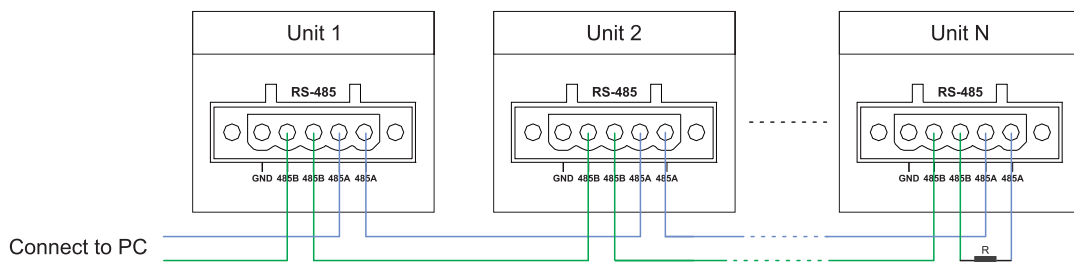 Unit 1
Unit 2
Unit N
RS-485
RS-485
RS-485
GND 485B 485B 485A 485A
GND 485B 485B 485A 485A
GND 485B 485B 485A 485A
Connect to PC
R